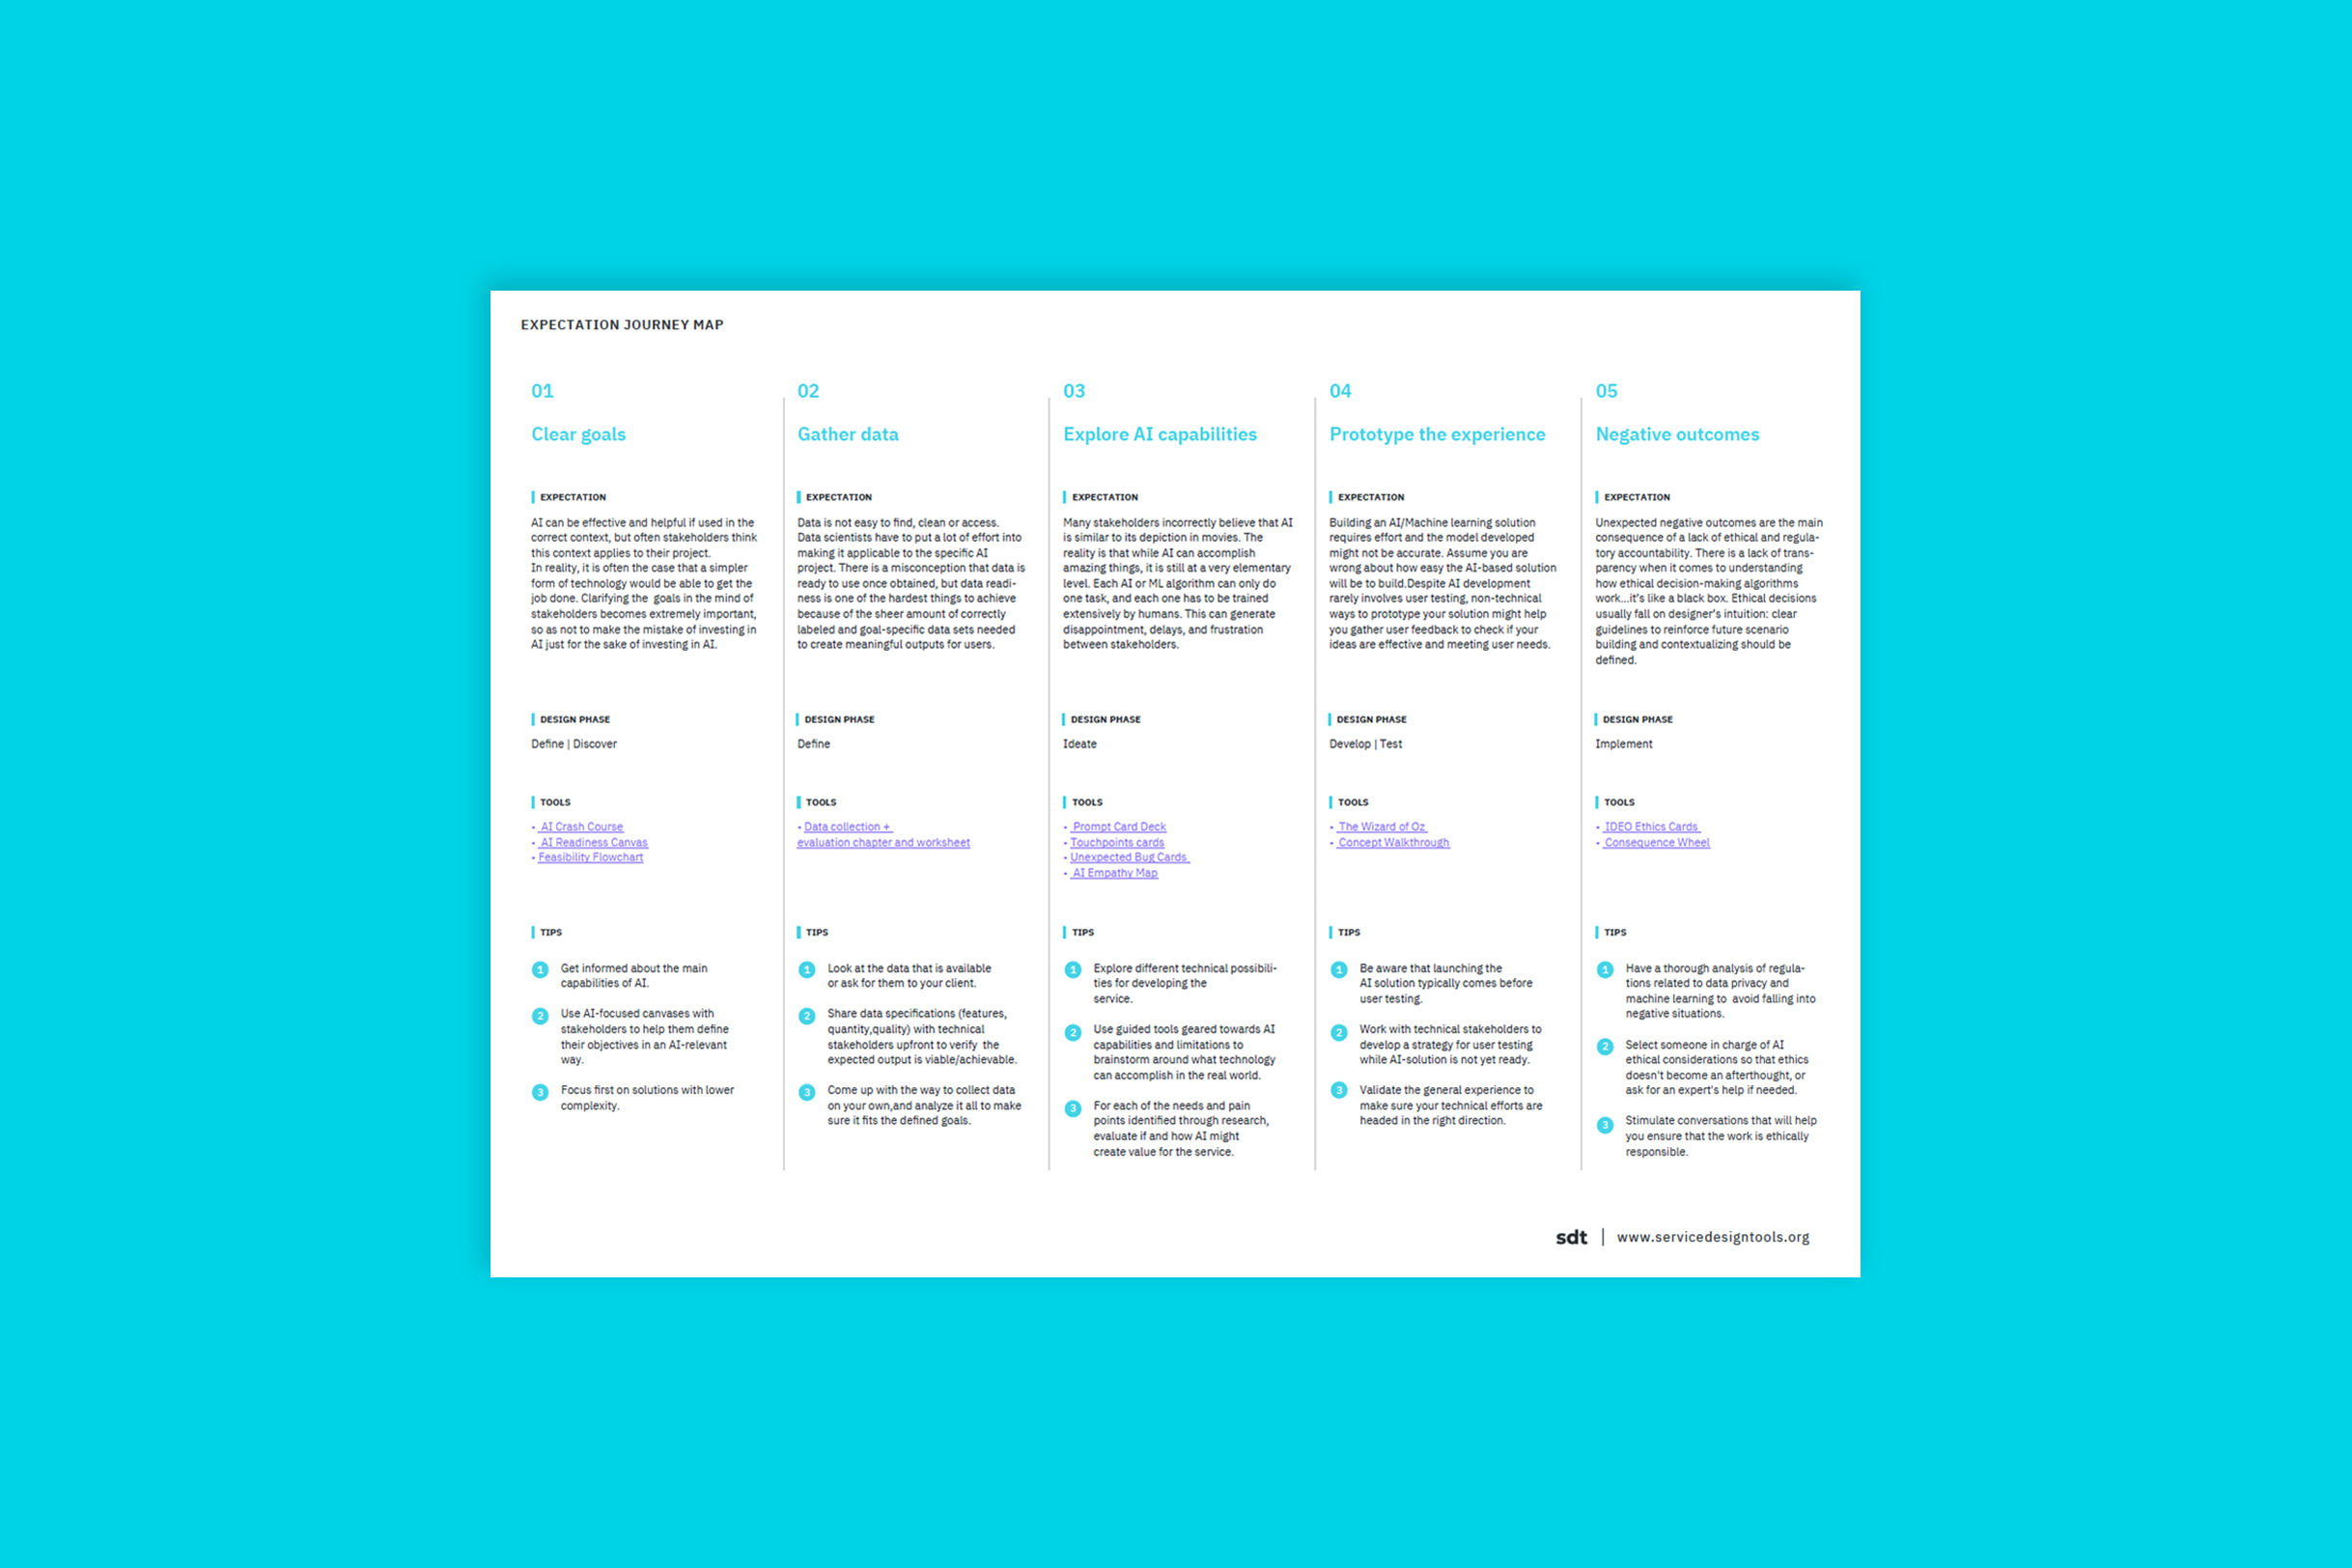 EXPECTATION JOURNEY MAP
01
Clear goals
EXPECTATION
AI can be effective and helpful if used in the
correct context, but often stakeholders think
this context applies to their project.
In reality, it is often the case that a simpler
form of technology would be able to get the
job done. Clarifying the goals in the mind of
stakeholders becomes extremely important,
so as not to make the mistake of investing in
AI just for the sake of investing in AI.
DESIGN PHASE
Define | Discover
TOOLS
• AI Crash Course
• AI Readiness Canvas
• Feasibility Flowchart
TIPS
1 Get informed about the main
capabilities of AI.
2 Use AI-focused canvases with
stakeholders to help them define
their objectives in an AI-relevant
way.
3 Focus first on solutions with lower
complexity.
02
Gather data
EXPECTATION
Data is not easy to find, clean or access.
Data scientists have to put a lot of effort into
making it applicable to the specific AI
project. There is a misconception that data is
ready to use once obtained, but data readi-
ness is one of the hardest things to achieve
because of the sheer amount of correctly
labeled and goal-specific data sets needed
to create meaningful outputs for users.
DESIGN PHASE
Define
TOOLS
• Data collection +
evaluation chapter and worksheet
TIPS
1 Look at the data that is available
or ask for them to your client.
2 Share data specifications (features,
quantity,quality) with technical
stakeholders upfront to verify the
expected output is viable/achievable.
3 Come up with the way to collect data
on your own,and analyze it all to make
sure it fits the defined goals.
03
Explore AI capabilities
EXPECTATION
Many stakeholders incorrectly believe that AI
is similar to its depiction in movies. The
reality is that while AI can accomplish
amazing things, it is still at a very elementary
level. Each AI or ML algorithm can only do
one task, and each one has to be trained
extensively by humans. This can generate
disappointment, delays, and frustration
between stakeholders.
DESIGN PHASE
Ideate
TOOLS
• Prompt Card Deck
• Touchpoints cards
• Unexpected Bug Cards
• AI Empathy Map
TIPS
1 Explore different technical possibili-
ties for developing the
service.
2 Use guided tools geared towards AI
capabilities and limitations to
brainstorm around what technology
can accomplish in the real world.
3 For each of the needs and pain
points identified through research,
evaluate if and how AI might
create value for the service.
04
Prototype the experience
EXPECTATION
Building an AI/Machine learning solution
requires effort and the model developed
might not be accurate. Assume you are
wrong about how easy the AI-based solution
will be to build.Despite AI development
rarely involves user testing, non-technical
ways to prototype your solution might help
you gather user feedback to check if your
ideas are effective and meeting user needs.
DESIGN PHASE
Develop | Test
TOOLS
• The Wizard of Oz
• Concept Walkthrough
TIPS
1 Be aware that launching the
AI solution typically comes before
user testing.
2 Work with technical stakeholders to
develop a strategy for user testing
while AI-solution is not yet ready.
3 Validate the general experience to
make sure your technical efforts are
headed in the right direction.
05
Negative outcomes
EXPECTATION
Unexpected negative outcomes are the main
consequence of a lack of ethical and regula-
tory accountability. There is a lack of trans-
parency when it comes to understanding
how ethical decision-making algorithms
work...it's like a black box. Ethical decisions
usually fall on designer's intuition: clear
guidelines to reinforce future scenario
building and contextualizing should be
defined.
DESIGN PHASE
Implement
TOOLS
• IDEO Ethics Cards
• Consequence Wheel
TIPS
1 Have a thorough analysis of regula-
tions related to data privacy and
machine learning to avoid falling into
negative situations.
2 Select someone in charge of AI
ethical considerations so that ethics
doesn't become an afterthought, or
ask for an expert's help if needed.
3 Stimulate conversations that will help
you ensure that the work is ethically
responsible.
sdt | www.servicedesigntools.org